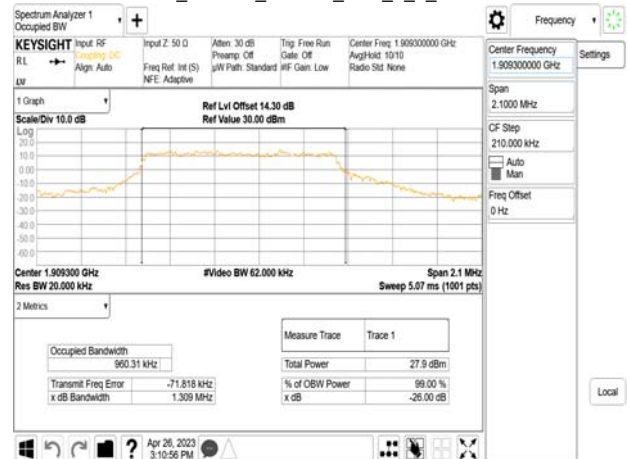 Spectrum Analyzer 1
Occupied BW
Frequency
KEYSIGHT
Input: RF
Coupling: DC
Align: Auto
Input Z: 50 Ω
Freq Ref: Int (S)
NFE: Adaptive
Atten: 30 dB
Preamp: Off
µW Path: Standard
Trig: Free Run
Gate: Off
#IF Gain: Low
Center Freq: 1.909300000 GHz
Avg|Hold: 10/10
Radio Std: None
RL
Center Frequency
1.909300000 GHz
Settings
Span
2.1000 MHz
CF Step
210.000 kHz
Auto
Man
Freq Offset
0 Hz
1 Graph
Scale/Div 10.0 dB
Ref Lvl Offset 14.30 dB
Ref Value 30.00 dBm
Log
20.0
10.0
0.00
-10.0
-20.0
-30.0
-40.0
-50.0
-60.0
Center 1.909300 GHz
Res BW 20.000 kHz
#Video BW 62.000 kHz
Span 2.1 MHz
Sweep 5.07 ms (1001 pts)
2 Metrics
Measure Trace Trace 1
Occupied Bandwidth
960.31 kHz
Total Power 27.9 dBm
Transmit Freq Error -71.818 kHz
% of OBW Power 99.00 %
x dB Bandwidth 1.309 MHz
x dB -26.00 dB
Local
?
Apr 26, 2023
3:10:56 PM